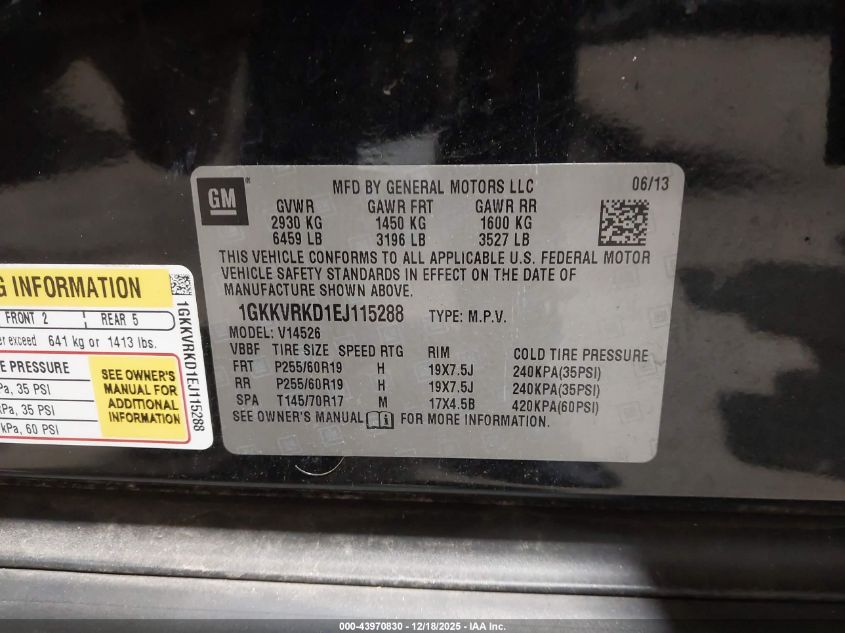 GM
MFD BY GENERAL MOTORS LLC 06/13
GVWR GAWR FRT GAWR RR
2930 KG 1450 KG 1600 KG
6459 LB 3196 LB 3527 LB
THIS VEHICLE CONFORMS TO ALL APPLICABLE U.S. FEDERAL MOTOR
VEHICLE SAFETY STANDARDS IN EFFECT ON THE DATE OF
MANUFACTURE SHOWN ABOVE.
1GKKVRKD1EJ115288 TYPE: M.P.V.
MODEL: V14526
VBBF TIRE SIZE SPEED RTG RIM COLD TIRE PRESSURE
FRT P255/60R19 H 19X7.5J 240KPA(35PSI)
RR P255/60R19 H 19X7.5J 240KPA(35PSI)
SPA T145/70R17 M 17X4.5B 420KPA(60PSI)
SEE OWNER'S MANUAL i FOR MORE INFORMATION.
G INFORMATION
FRONT 2 REAR 5
exceed 641 kg or 1413 lbs.
PRESSURE
35 PSI
kPa, 35 PSI
kPa, 60 PSI
SEE OWNER'S
MANUAL FOR
ADDITIONAL
INFORMATION
1GKKVRKD1EJ115288
000-43970830 - 12/18/2025 - IAA Inc.